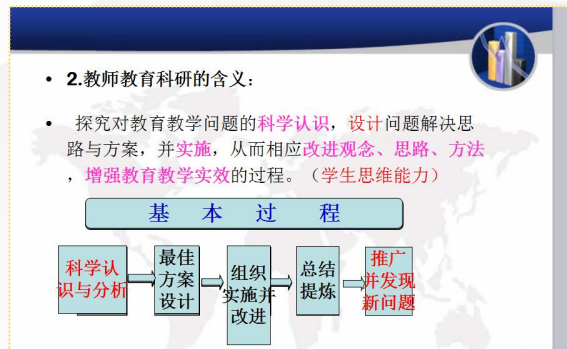 • 2.教师教育科研的含义：
• 探究对教育教学问题的科学认识，设计问题解决思
路与方案，并实施，从而相应改进观念、思路、方法
，增强教育教学实效的过程。（学生思维能力）
基 本 过 程
科学认
识与分析
最佳
方案
设计
组织
实施并
改进
总结
提炼
推广
并发现
新问题